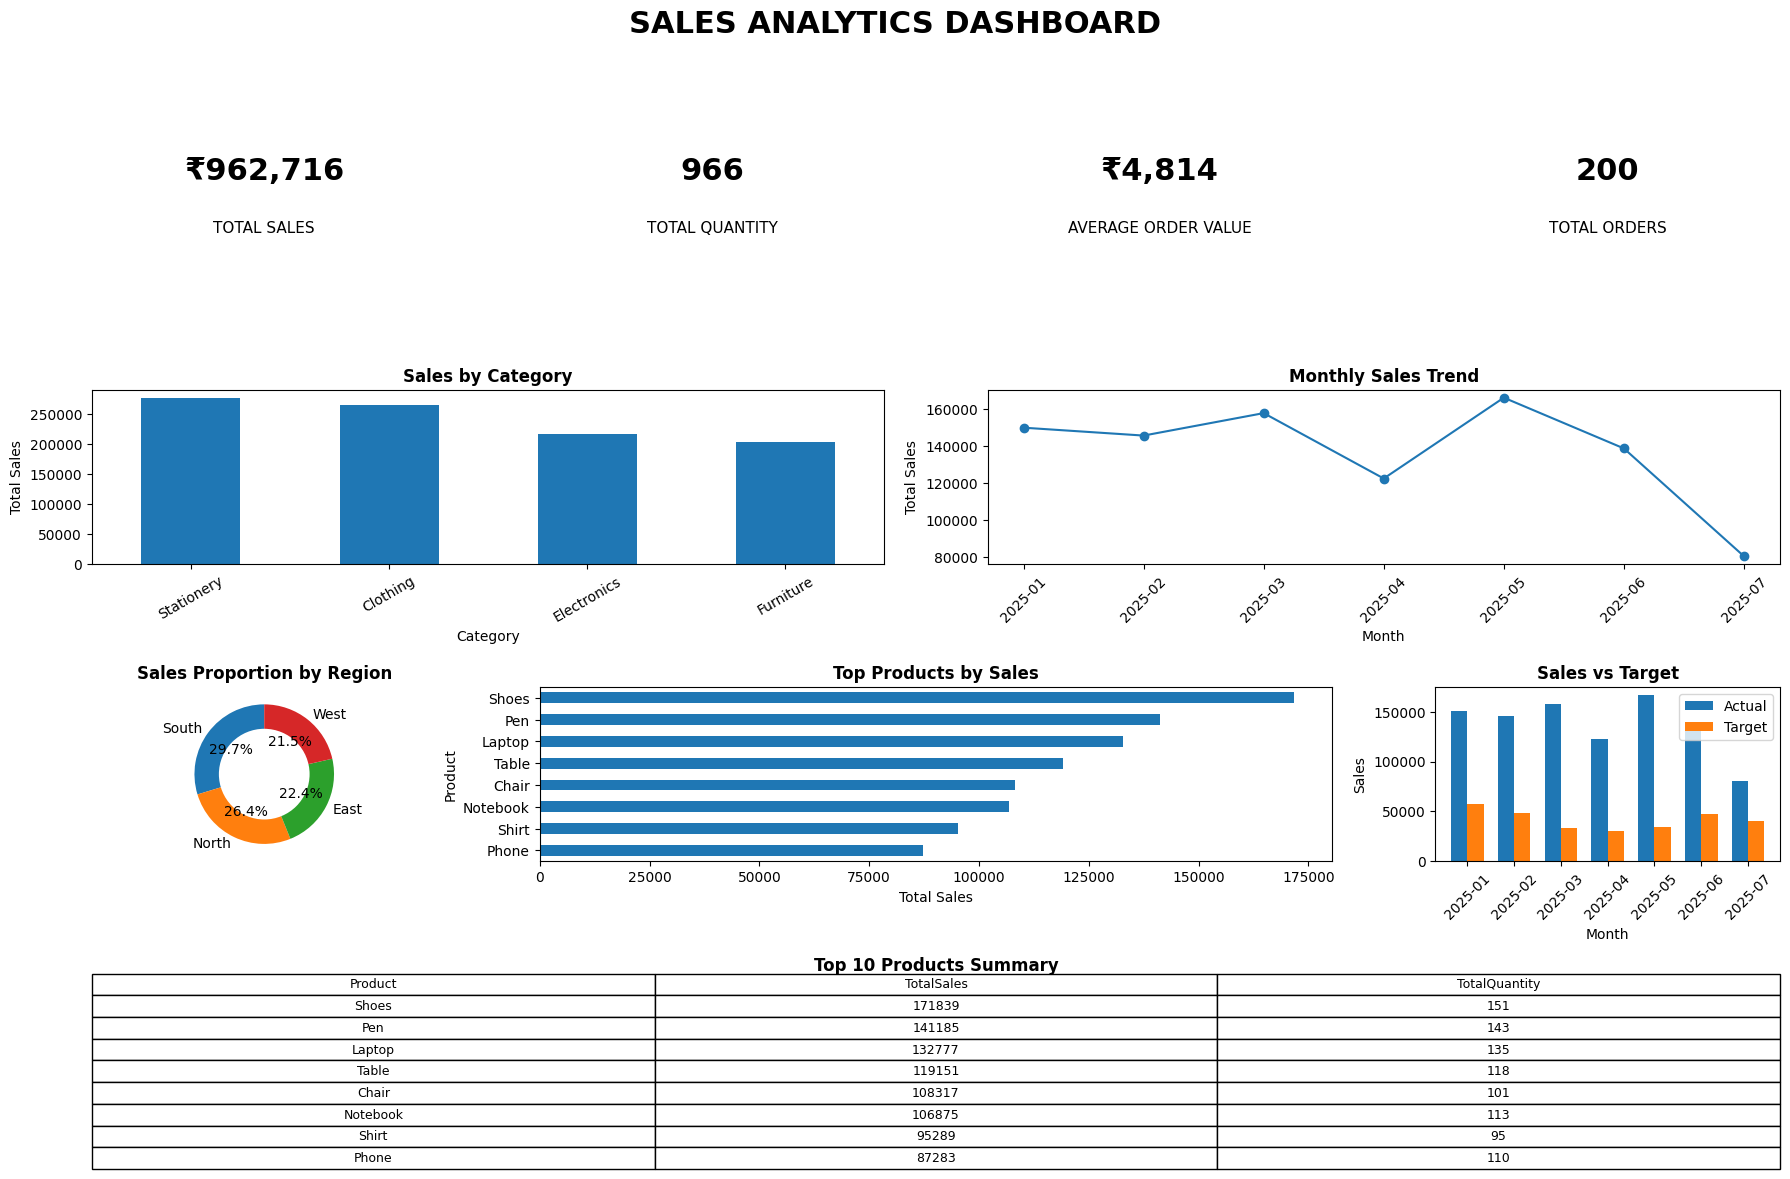 SALES ANALYTICS DASHBOARD
₹962,716
TOTAL SALES
966
TOTAL QUANTITY
₹4,814
AVERAGE ORDER VALUE
200
TOTAL ORDERS
Sales by Category
Total Sales
250000
200000
150000
100000
50000
0
Stationery Clothing Electronics Furniture
Category
Monthly Sales Trend
Total Sales
160000
140000
120000
100000
80000
2025-01 2025-02 2025-03 2025-04 2025-05 2025-06 2025-07
Month
Sales Proportion by Region
West
21.5%
South
29.7%
22.4%
East
26.4%
North
Top Products by Sales
Product
Shoes
Pen
Laptop
Table
Chair
Notebook
Shirt
Phone
0 25000 50000 75000 100000 125000 150000 175000
Total Sales
Sales vs Target
Actual
Target
Sales
150000
100000
50000
0
2025-01 2025-02 2025-03 2025-04 2025-05 2025-06 2025-07
Month
Top 10 Products Summary
Product TotalSales TotalQuantity
Shoes 171839 151
Pen 141185 143
Laptop 132777 135
Table 119151 118
Chair 108317 101
Notebook 106875 113
Shirt 95289 95
Phone 87283 110